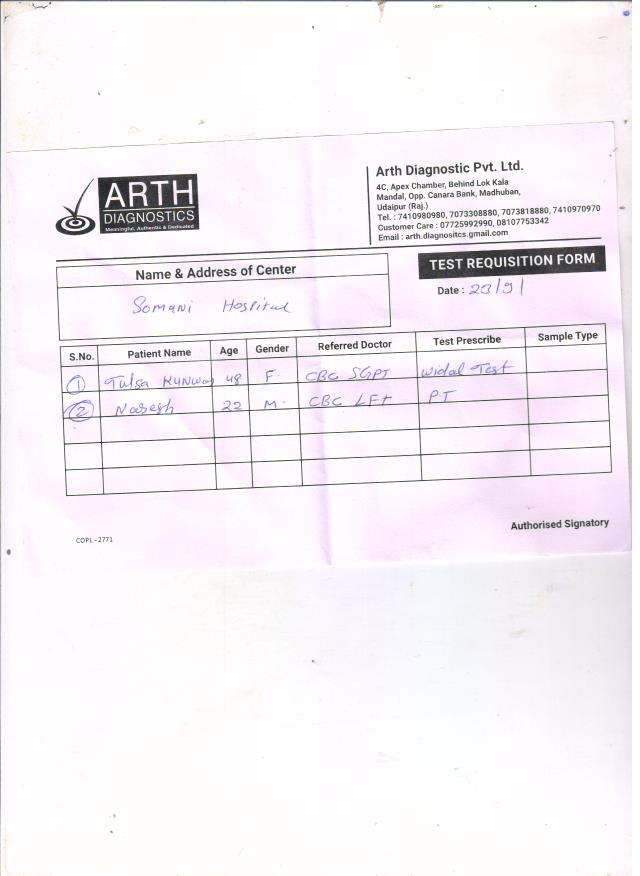 ARTH
DIAGNOSTICS
Meaningful, Authentic & Dedicated
Arth Diagnostic Pvt. Ltd.
4C, Apex Chamber, Behind Lok Kala
Mandal, Opp. Canara Bank, Madhuban,
Udaipur (Raj.)
Tel. : 7410980980, 7073308880, 7073818880, 7410970970
Customer Care : 07725992990, 08107753342
Email : arth.diagnositcs.gmail.com
TEST REQUISITION FORM
Date : 23/9/
Name & Address of Center
Somani Hospital
S.No. Patient Name Age Gender Referred Doctor Test Prescribe Sample Type
1 Tulsa Kunwar 48 F. CBC SGPT Widal Test
2 Naresh 22 M. CBC LFT P.T
Authorised Signatory
COPL - 2771